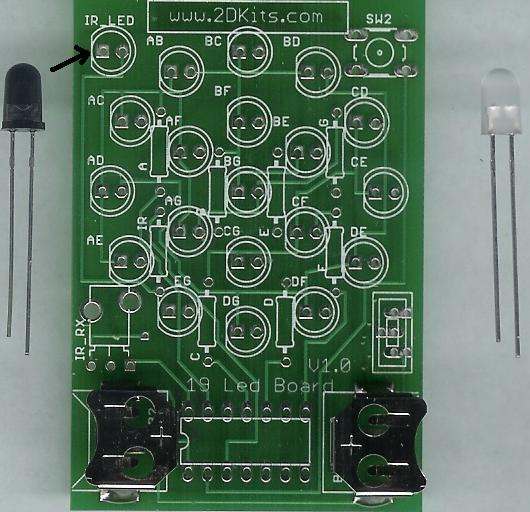 www.2DKits.com
IR_LED
AB
BC
BD
SW2
AC
AF
BF
BE
G
CD
A
AD
BG
CE
AG
CF
IR
CG
E
DE
AE
EG
DG
D
DF
IR_RX
C
V1.0
19 Led Board
+
+